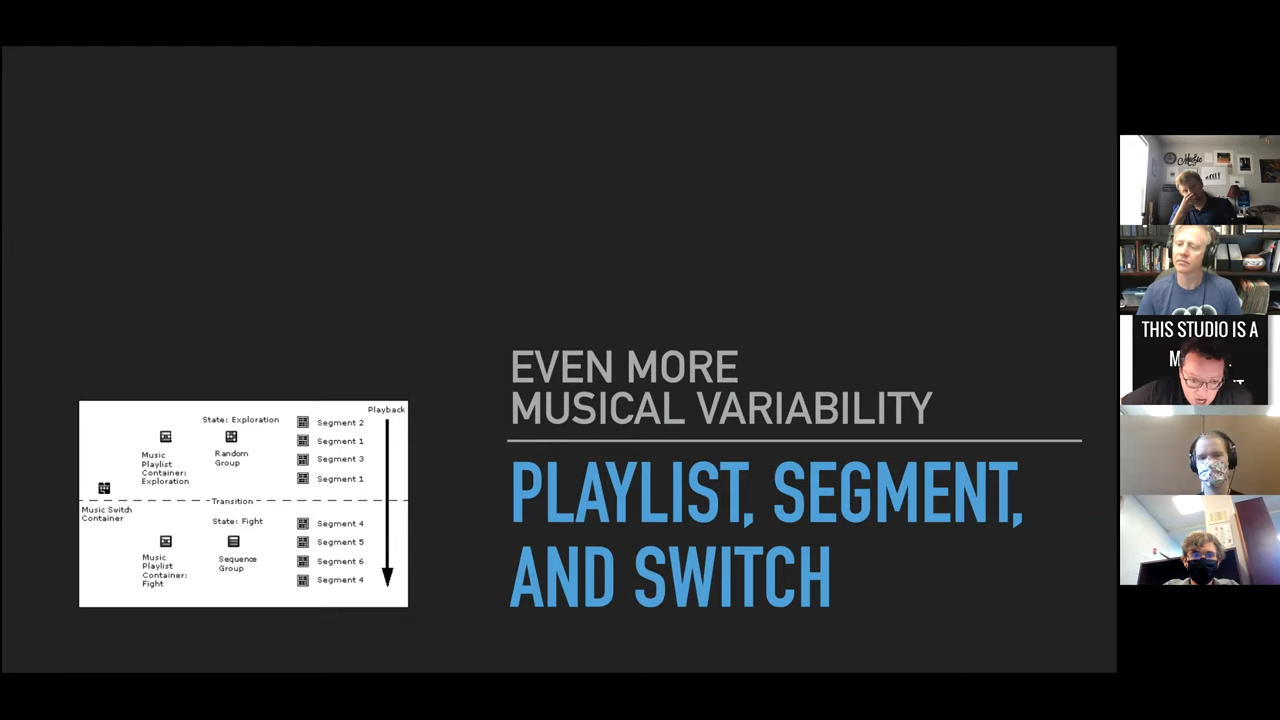 EVEN MORE
MUSICAL VARIABILITY
PLAYLIST, SEGMENT,
AND SWITCH
Playback
State: Exploration
Segment 2
Segment 1
Segment 3
Segment 1
Music
Playlist
Container:
Exploration
Random
Group
Music Switch
Container
Transition
State: Fight
Segment 4
Segment 5
Segment 6
Segment 4
Music
Playlist
Container:
Fight
Sequence
Group
Music
THIS STUDIO IS A